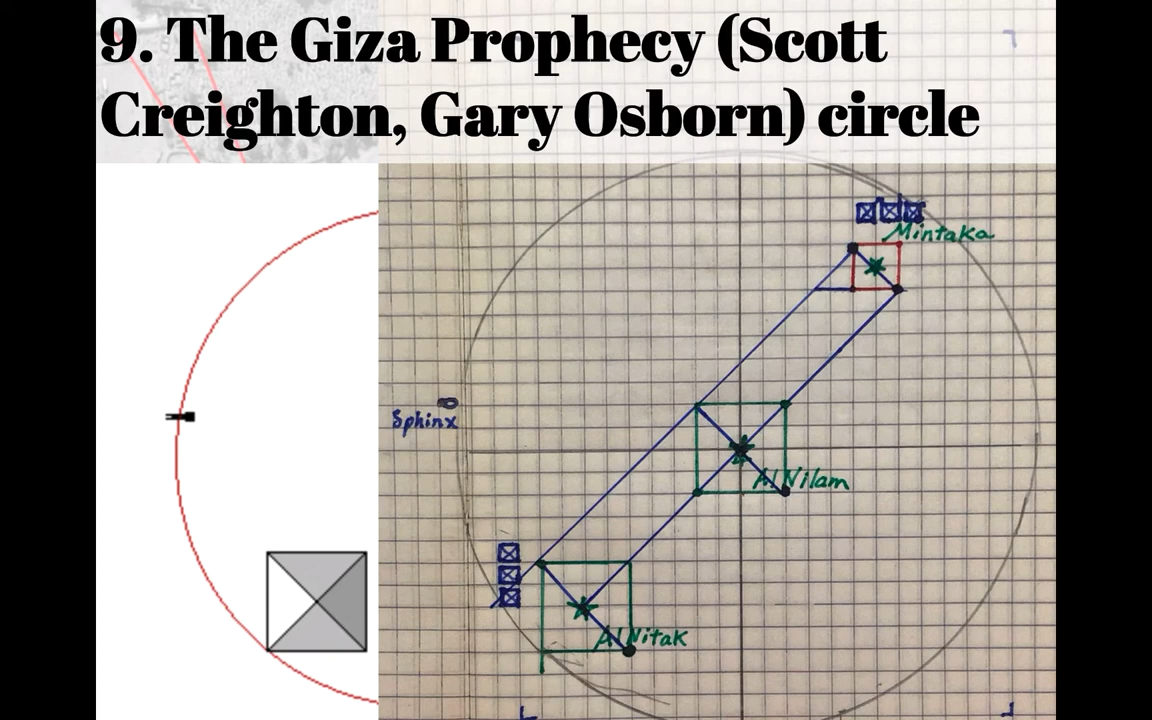 9. The Giza Prophecy (Scott
Creighton, Gary Osborn) circle
Mintaka
Sphinx
Al Nilam
Al Nitak